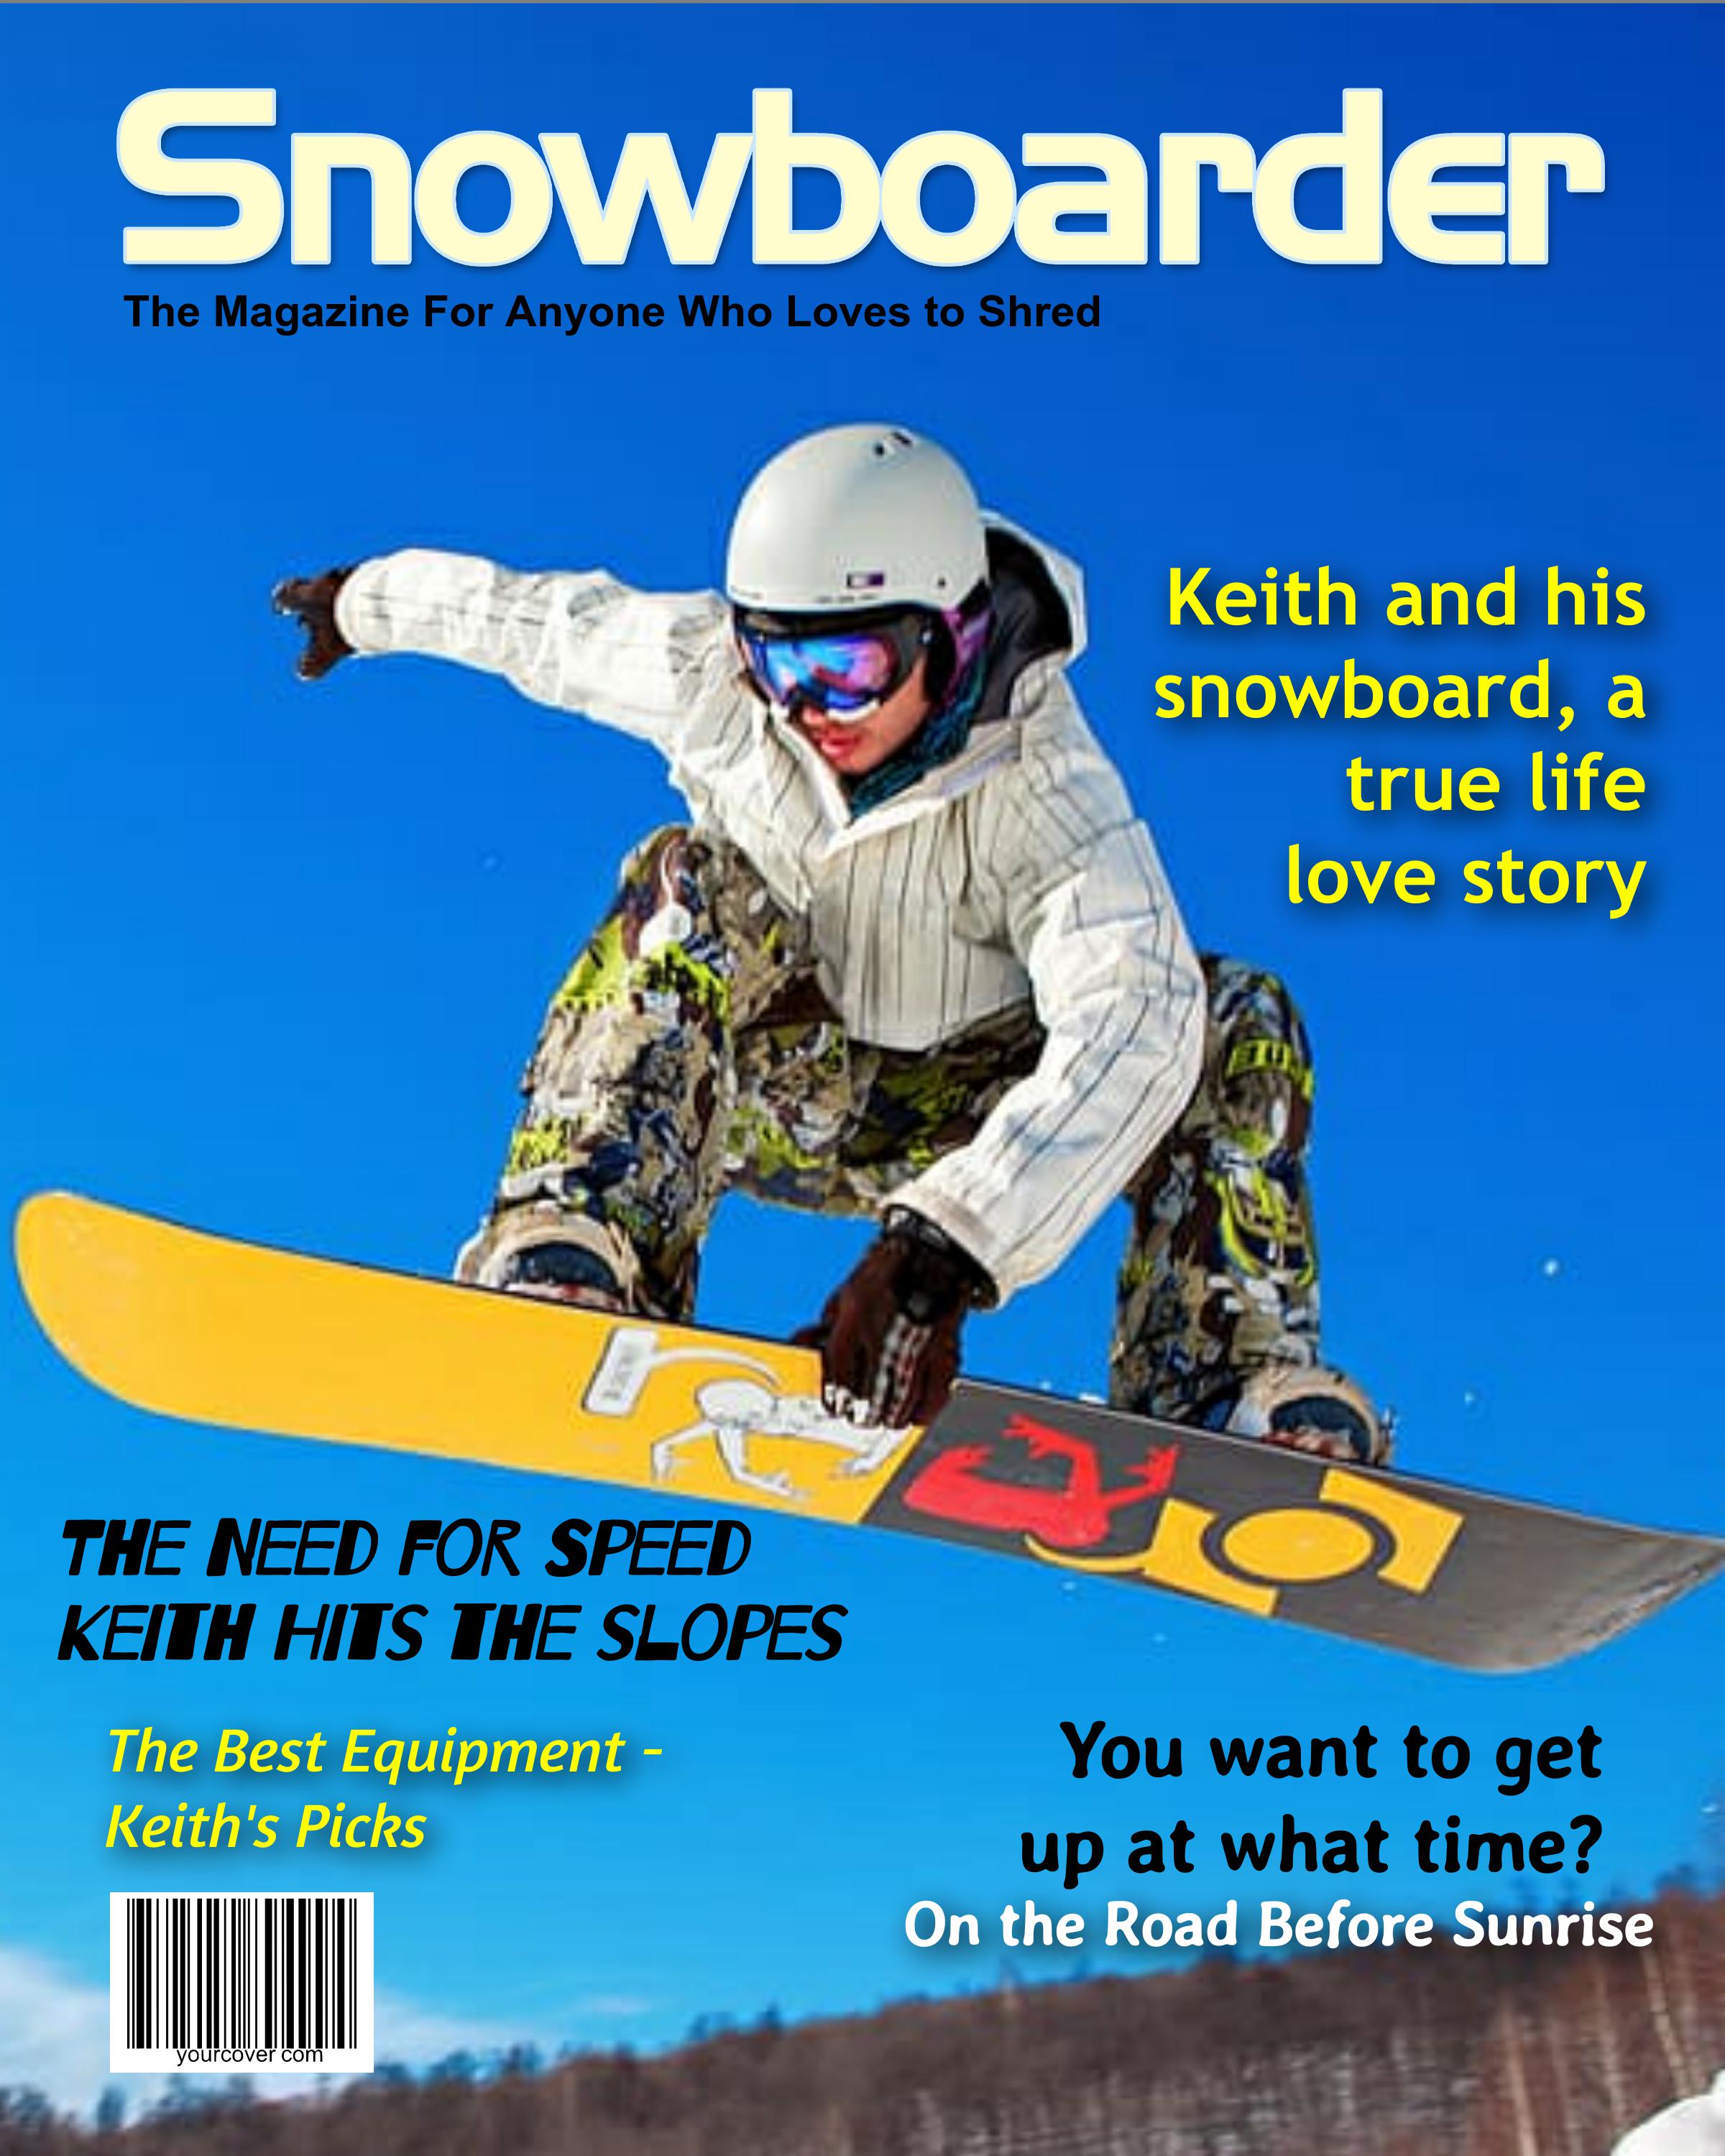 Snowboarder
The Magazine For Anyone Who Loves to Shred
Keith and his
snowboard, a
true life
love story
THE NEED FOR SPEED
KEITH HITS THE SLOPES
The Best Equipment -
Keith's Picks
You want to get
up at what time?
On the Road Before Sunrise
yourcover com